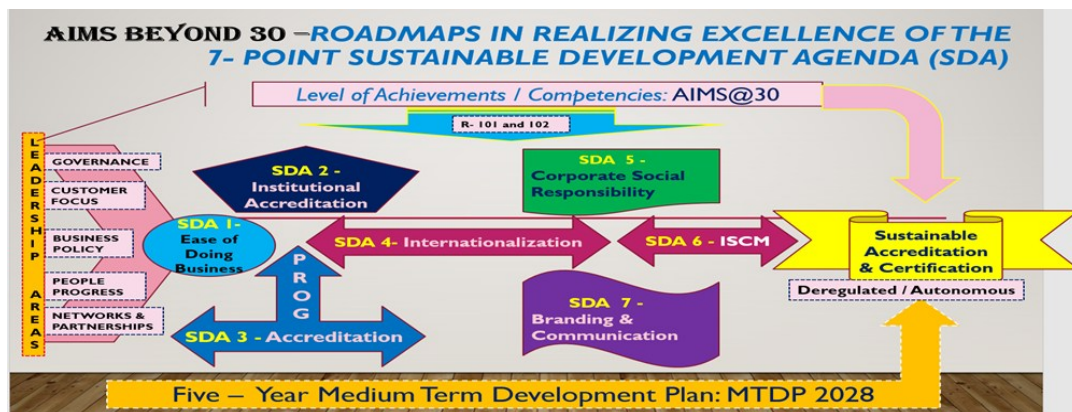 AIMS BEYOND 30 –ROADMAPS IN REALIZING EXCELLENCE OF THE
7- POINT SUSTAINABLE DEVELOPMENT AGENDA (SDA)
Level of Achievements / Competencies: AIMS@30
R- 101 and 102
LEADERSHIP AREAS
GOVERNANCE
CUSTOMER
FOCUS
BUSINESS
POLICY
PEOPLE
PROGRESS
NETWORKS &
PARTNERSHIPS
SDA 1-
Ease of
Doing
Business
SDA 2 -
Institutional
Accreditation
PROG
SDA 3 - Accreditation
SDA 4- Internationalization
SDA 5 -
Corporate Social
Responsibility
SDA 6 - ISCM
SDA 7 -
Branding &
Communication
Sustainable
Accreditation
& Certification
Deregulated / Autonomous
Five – Year Medium Term Development Plan: MTDP 2028